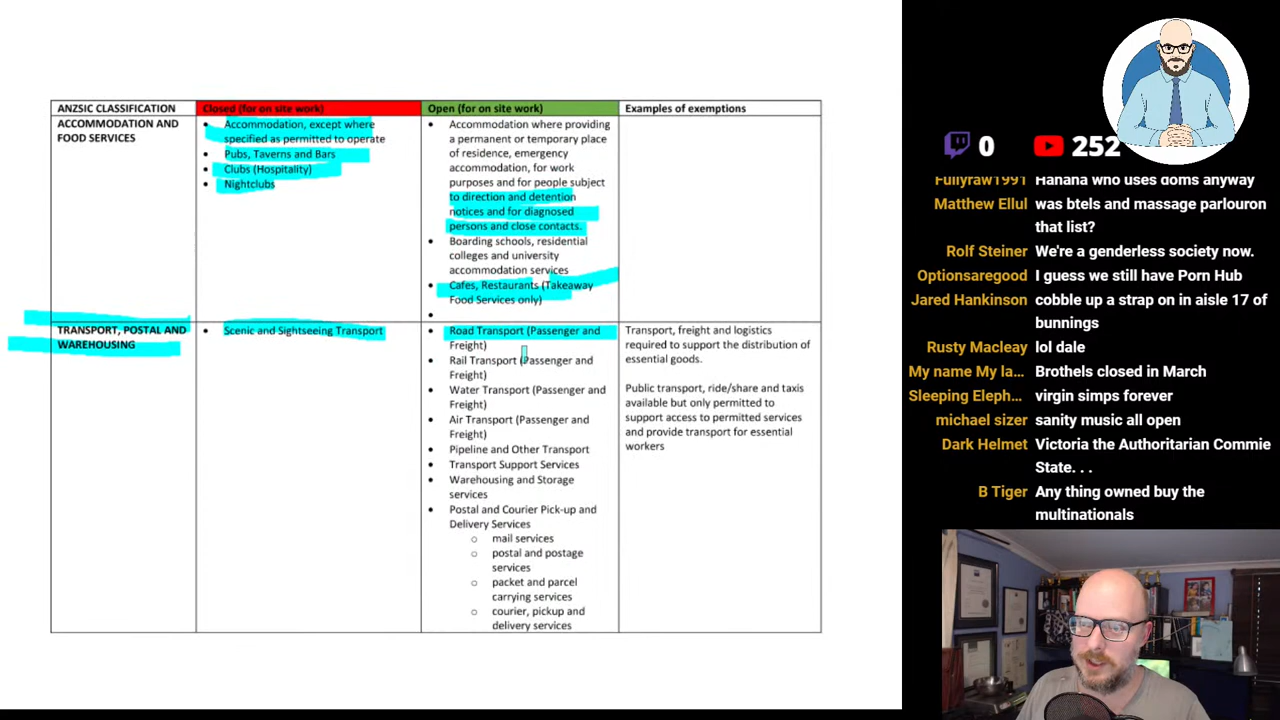 ANZSIC CLASSIFICATION
Closed (for on site work)
Open (for on site work)
Examples of exemptions
ACCOMMODATION AND
FOOD SERVICES
• Accommodation, except where
specified as permitted to operate
• Pubs, Taverns and Bars
• Clubs (Hospitality)
• Nightclubs
• Accommodation where providing
a permanent or temporary place
of residence, emergency
accommodation, for work
purposes and for people subject
to direction and detention
notices and for diagnosed
persons and close contacts.
• Boarding schools, residential
colleges and university
accommodation services
• Cafes, Restaurants (Takeaway
Food Services only)
•
TRANSPORT, POSTAL AND
WAREHOUSING
• Scenic and Sightseeing Transport
• Road Transport (Passenger and
Freight)
• Rail Transport (Passenger and
Freight)
• Water Transport (Passenger and
Freight)
• Air Transport (Passenger and
Freight)
• Pipeline and Other Transport
• Transport Support Services
• Warehousing and Storage
services
• Postal and Courier Pick-up and
Delivery Services
o mail services
o postal and postage
services
o packet and parcel
carrying services
o courier, pickup and
delivery services
Transport, freight and logistics
required to support the distribution of
essential goods.
Public transport, ride/share and taxis
available but only permitted to
support access to permitted services
and provide transport for essential
workers
0
252
Fullyraw1991 Hahaha who uses doms anyway
Matthew Ellul was btels and massage parlouron
that list?
Rolf Steiner We're a genderless society now.
Optionsaregood I guess we still have Porn Hub
Jared Hankinson cobble up a strap on in aisle 17 of
bunnings
Rusty Macleay lol dale
My name My la... Brothels closed in March
Sleeping Eleph... virgin simps forever
michael sizer sanity music all open
Dark Helmet Victoria the Authoritarian Commie
State. . .
B Tiger Any thing owned buy the
multinationals